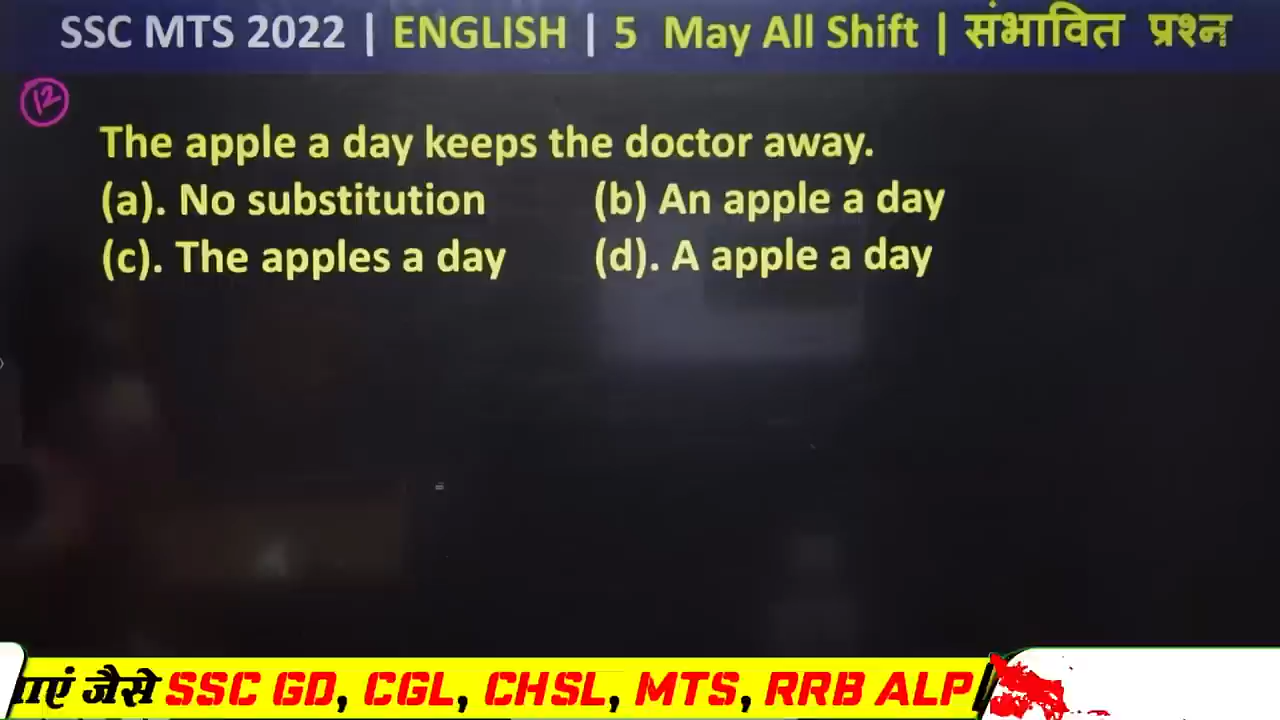 SSC MTS 2022 | ENGLISH | 5 May All Shift | संभावित प्रश्न
12
The apple a day keeps the doctor away.
(a). No substitution (b) An apple a day
(c). The apples a day (d). A apple a day
जैसे SSC GD, CGL, CHSL, MTS, RRB ALP